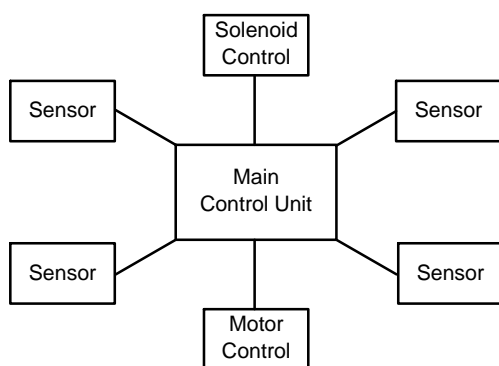 Solenoid
Control
Sensor
Sensor
Main
Control Unit
Sensor
Sensor
Motor
Control